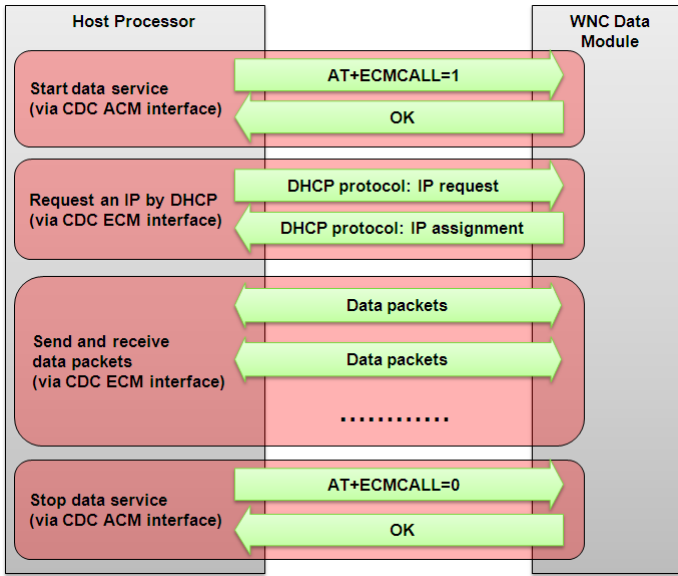 Host Processor
WNC Data
Module
Start data service
(via CDC ACM interface)
AT+ECMCALL=1
OK
Request an IP by DHCP
(via CDC ECM interface)
DHCP protocol: IP request
DHCP protocol: IP assignment
Send and receive
data packets
(via CDC ECM interface)
Data packets
Data packets
............
Stop data service
(via CDC ACM interface)
AT+ECMCALL=0
OK